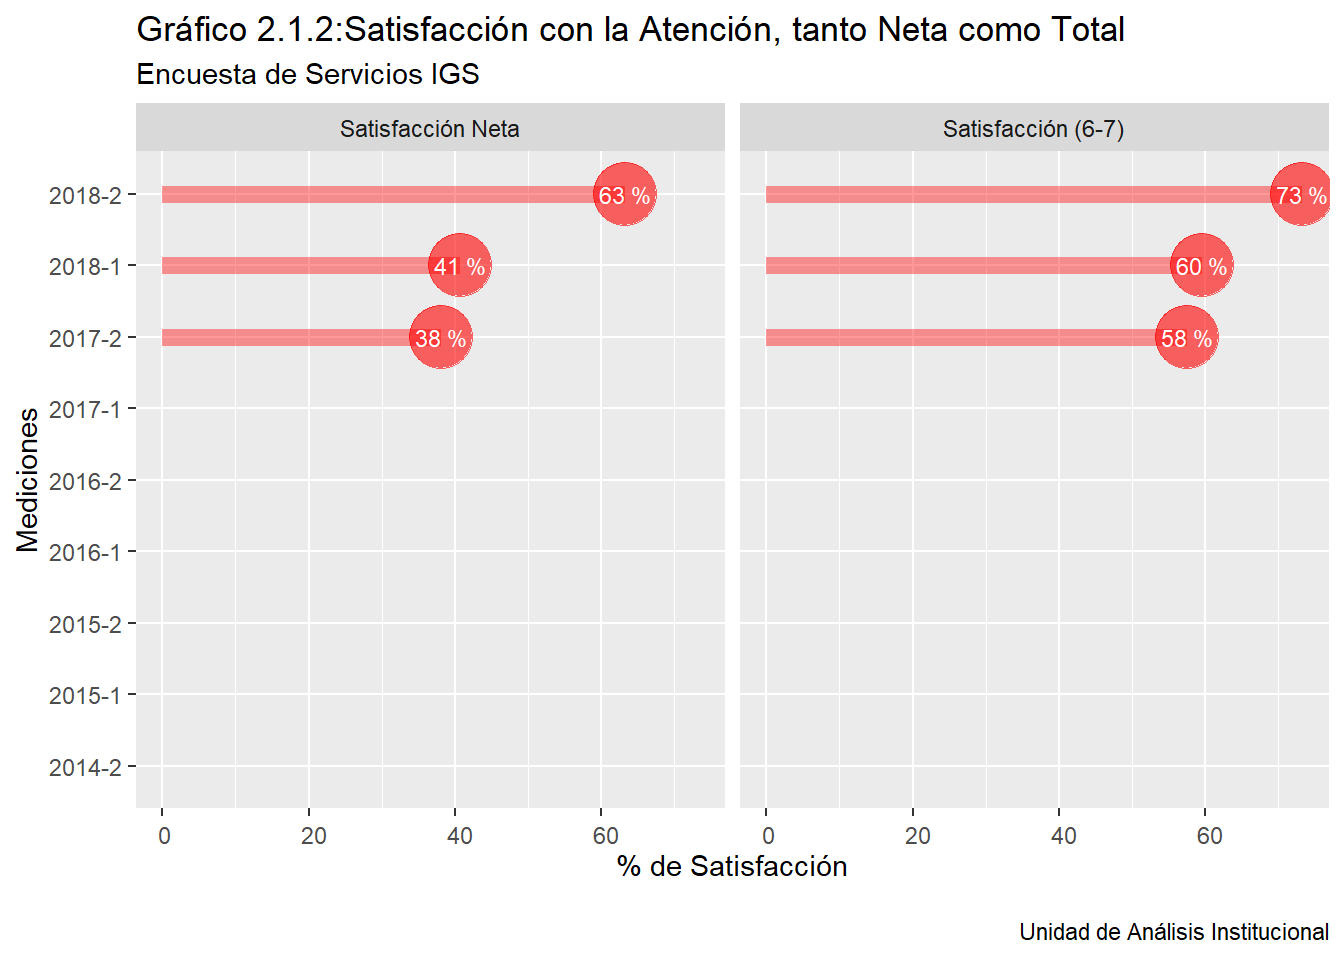 Gráfico 2.1.2:Satisfacción con la Atención, tanto Neta como Total
Encuesta de Servicios IGS
Satisfacción Neta
Satisfacción (6-7)
Mediciones
2018-2
63 %
73 %
2018-1
41 %
60 %
2017-2
38 %
58 %
2017-1
2016-2
2016-1
2015-2
2015-1
2014-2
0 20 40 60
0 20 40 60
% de Satisfacción
Unidad de Análisis Institucional